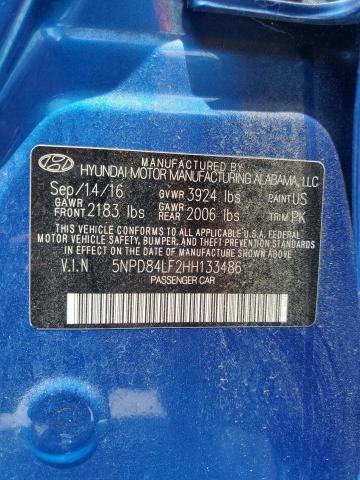 MANUFACTURED BY
HYUNDAI MOTOR MANUFACTURING ALABAMA, LLC
Sep/14/16 GVWR 3924 lbs PAINT US
GAWR FRONT 2183 lbs GAWR REAR 2006 lbs TRIM PK
THIS VEHICLE CONFORMS TO ALL APPLICABLE U.S.A FEDERAL
MOTOR VEHICLE SAFETY, BUMPER, AND THEFT PREVENTION
STANDARDS IN EFFECT ON THE DATE OF MANUFACTURE
SHOWN ABOVE.
V.I.N 5NPD84LF2HH133486
PASSENGER CAR